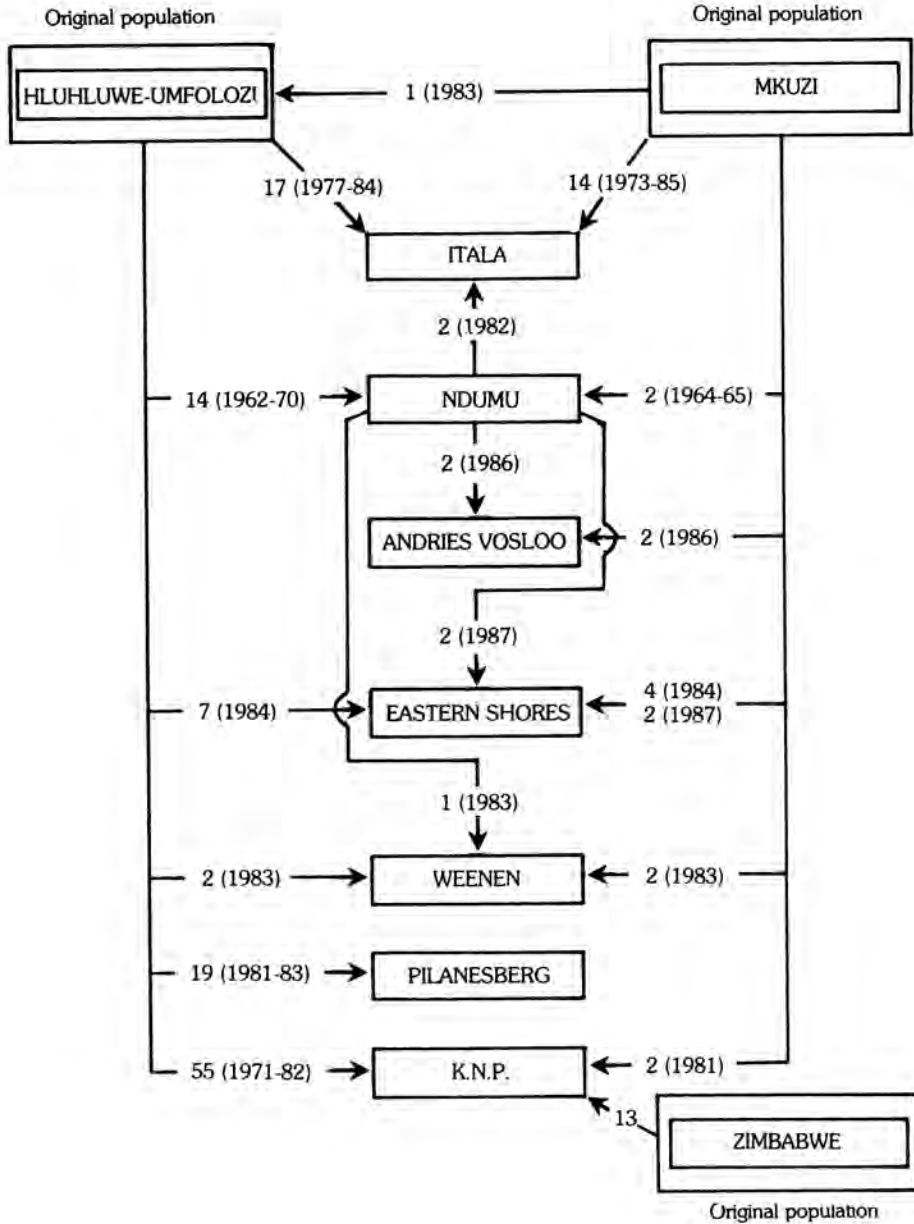 Original population
Original population
HLUHLUWE-UMFOLOZI
1 (1983)
MKUZI
17 (1977-84)
14 (1973-85)
ITALA
2 (1982)
14 (1962-70)
NDUMU
2 (1964-65)
2 (1986)
ANDRIES VOSLOO
2 (1986)
2 (1987)
7 (1984)
EASTERN SHORES
4 (1984)
2 (1987)
1 (1983)
2 (1983)
WEENEN
2 (1983)
19 (1981-83)
PILANESBERG
55 (1971-82)
K.N.P.
2 (1981)
13
ZIMBABWE
Original population